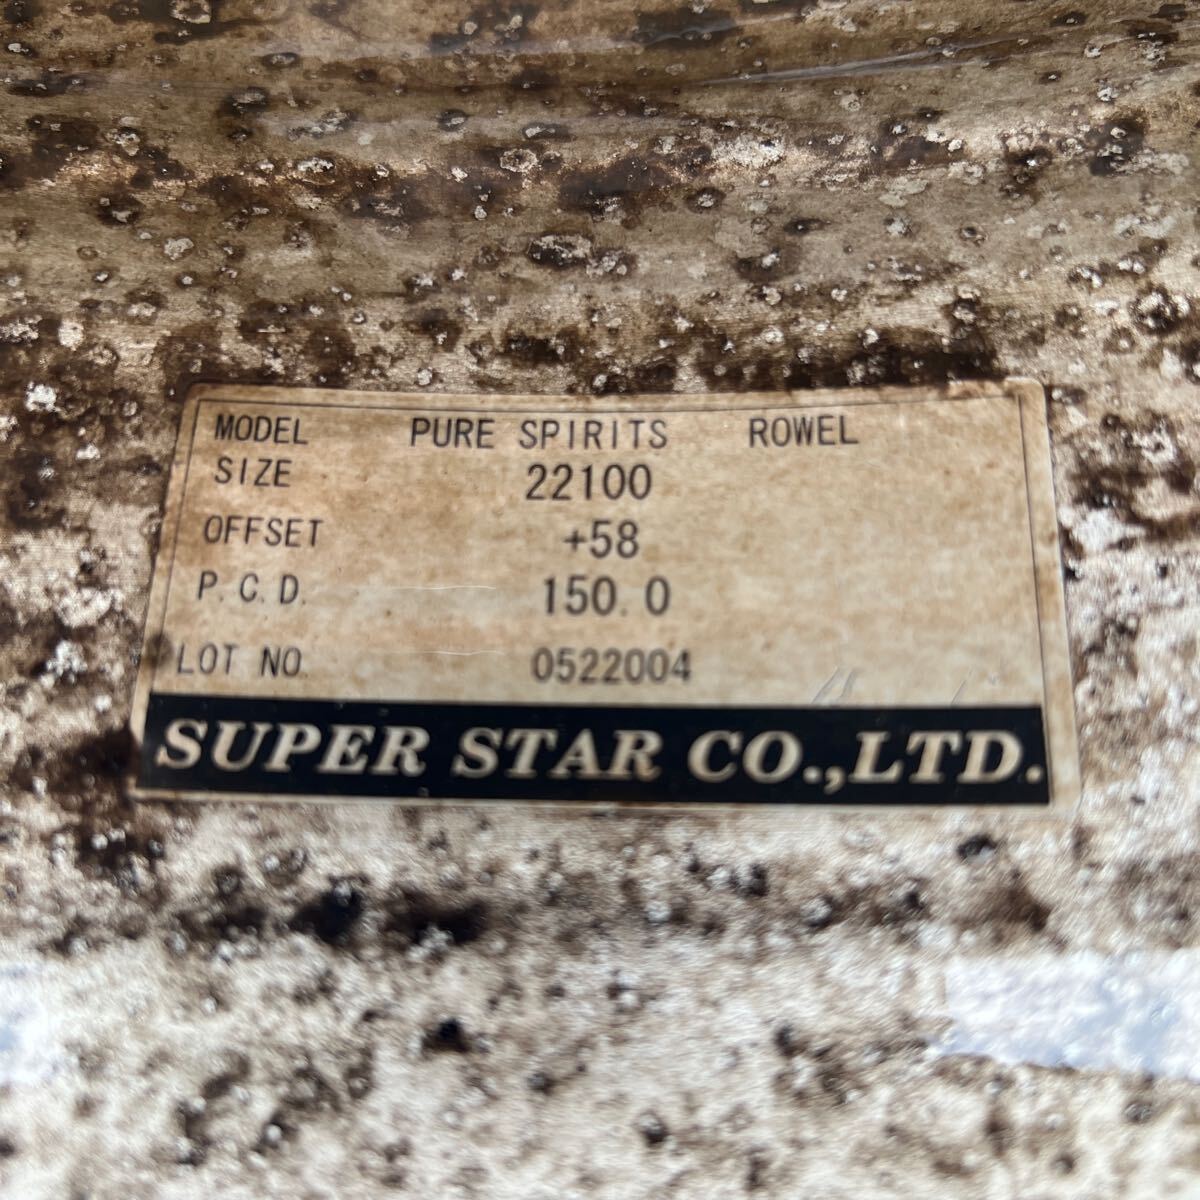 MODEL PURE SPIRITS ROWEL
SIZE 22100
OFFSET +58
P.C.D. 150.0
LOT NO 0522004
SUPER STAR CO.,LTD.